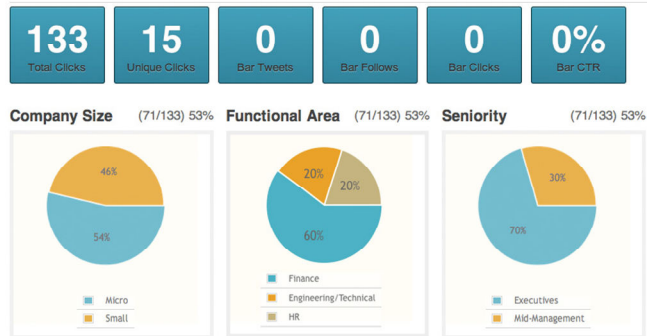 133 15 0 0 0 0%
Total Clicks Unique Clicks Bar Tweets Bar Follows Bar Clicks Bar CTR
Company Size (71/133) 53% Functional Area (71/133) 53% Seniority (71/133) 53%
46%
54%
Micro
Small
20%
20%
60%
Finance
Engineering/Technical
HR
30%
70%
Executives
Mid-Management